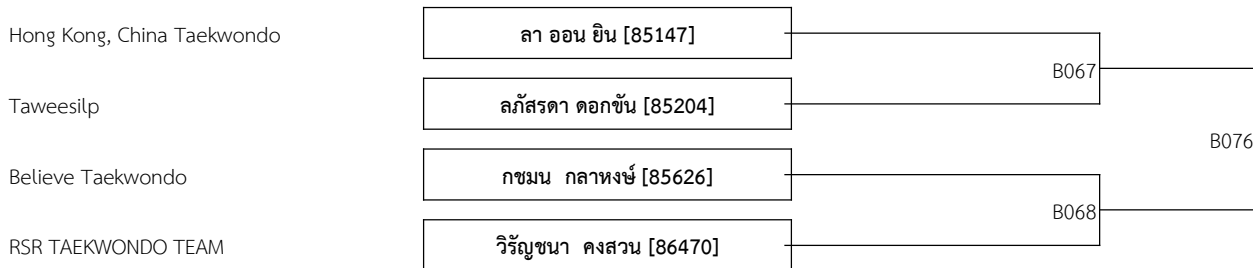 Hong Kong, China Taekwondo ลา ออน ยิน [85147]
B067
Taweesilp ลภัสรดา ดอกขัน [85204]
B076
Believe Taekwondo กชมน กลาหงษ์ [85626]
B068
RSR TAEKWONDO TEAM วิรัญชนา คงสวน [86470]